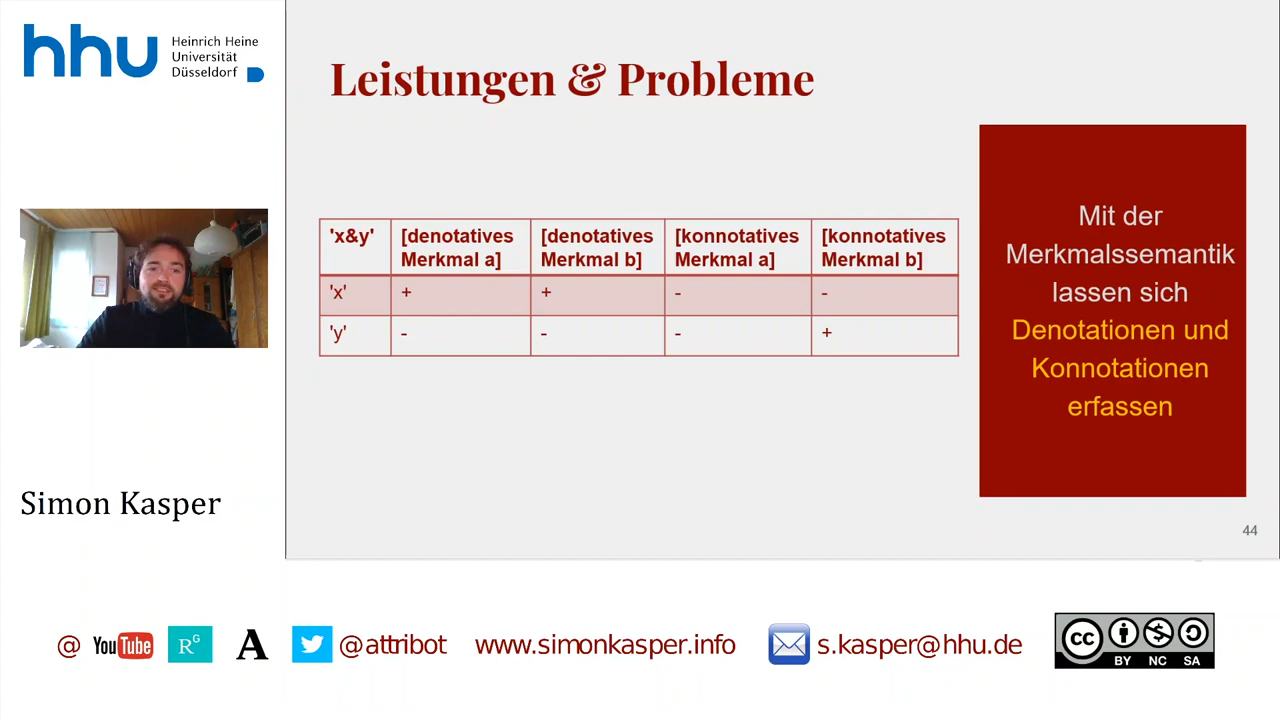 hhu
Heinrich Heine
Universität
Düsseldorf
Leistungen & Probleme
'x&y' [denotatives Merkmal a] [denotatives Merkmal b] [konnotatives Merkmal a] [konnotatives Merkmal b]
'x' + + - -
'y' - - - +
Mit der
Merkmalssemantik
lassen sich
Denotationen und
Konnotationen
erfassen
Simon Kasper
44
@ YouTube RG A @attribot www.simonkasper.info s.kasper@hhu.de
cc BY NC SA